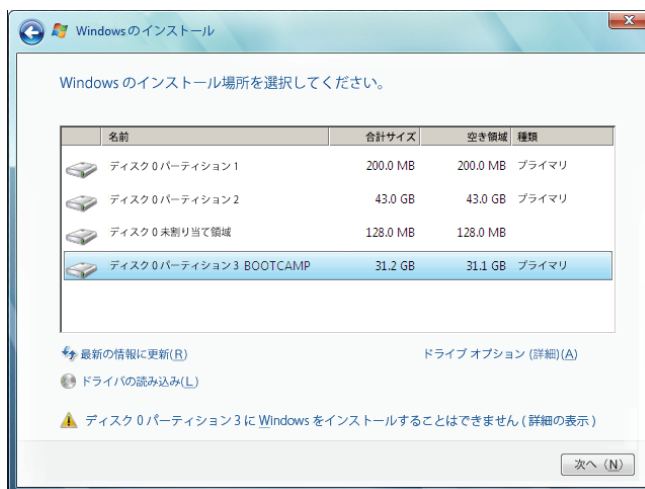 Windows のインストール
Windows のインストール場所を選択してください。
名前 合計サイズ 空き領域 種類
ディスク 0 パーティション 1 200.0 MB 200.0 MB プライマリ
ディスク 0 パーティション 2 43.0 GB 43.0 GB プライマリ
ディスク 0 未割り当て領域 128.0 MB 128.0 MB
ディスク 0 パーティション 3 BOOTCAMP 31.2 GB 31.1 GB プライマリ
最新の情報に更新(R) ドライブ オプション (詳細)(A)
ドライバの読み込み(L)
ディスク 0 パーティション 3 に Windows をインストールすることはできません ( 詳細の表示 )
次へ (N)